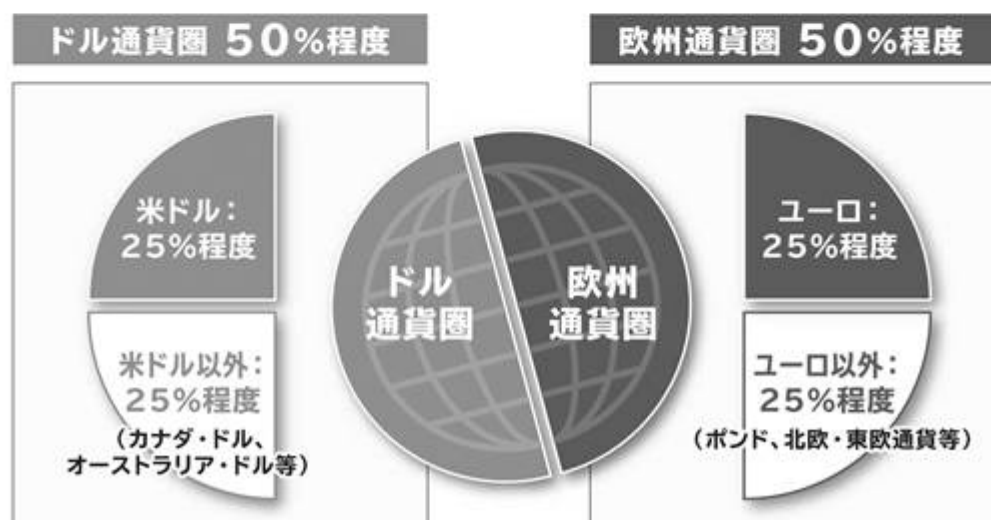 ドル通貨圏 50%程度
欧州通貨圏 50%程度
米ドル：
25%程度
米ドル以外：
25%程度
（カナダ・ドル、
オーストラリア・ドル等）
ドル
通貨圏
欧州
通貨圏
ユーロ：
25%程度
ユーロ以外：
25%程度
（ポンド、北欧・東欧通貨等）